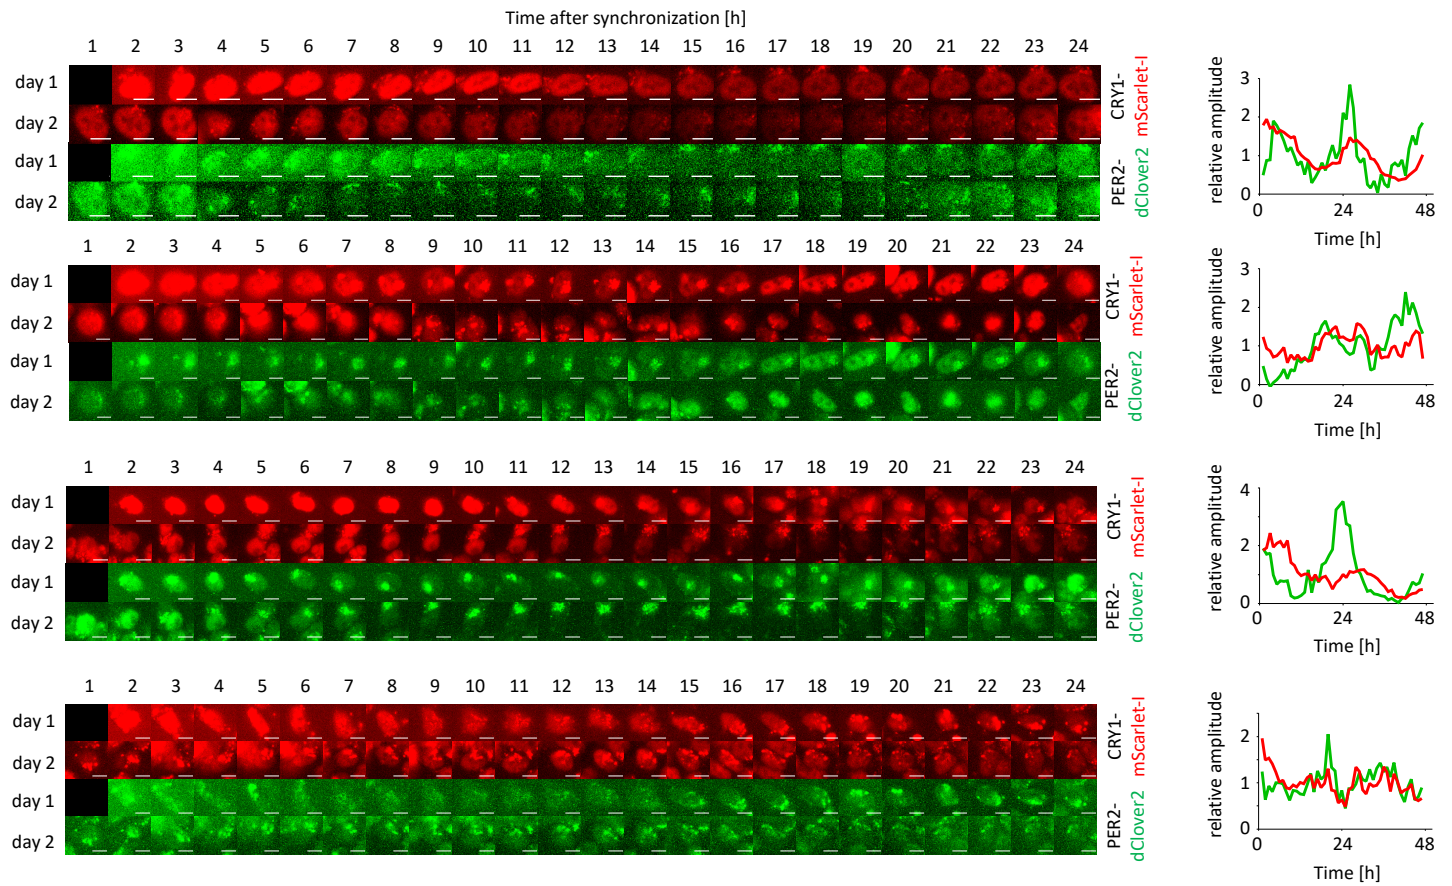 Time after synchronization [h]
1 2 3 4 5 6 7 8 9 10 11 12 13 14 15 16 17 18 19 20 21 22 23 24
day 1
day 2
day 1
day 2
CRY1-
mScarlet-I
PER2-
dClover2
relative amplitude
3
2
1
0
0 24 48
Time [h]
1 2 3 4 5 6 7 8 9 10 11 12 13 14 15 16 17 18 19 20 21 22 23 24
day 1
day 2
day 1
day 2
CRY1-
mScarlet-I
PER2-
dClover2
relative amplitude
3
2
1
0
0 24 48
Time [h]
1 2 3 4 5 6 7 8 9 10 11 12 13 14 15 16 17 18 19 20 21 22 23 24
day 1
day 2
day 1
day 2
CRY1-
mScarlet-I
PER2-
dClover2
relative amplitude
4
2
0
0 24 48
Time [h]
1 2 3 4 5 6 7 8 9 10 11 12 13 14 15 16 17 18 19 20 21 22 23 24
day 1
day 2
day 1
day 2
CRY1-
mScarlet-I
PER2-
dClover2
relative amplitude
2
1
0
0 24 48
Time [h]